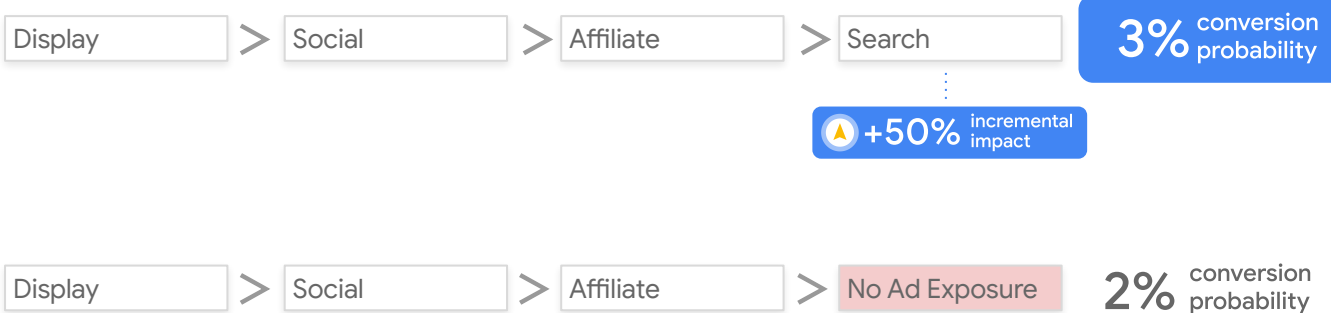 Display > Social > Affiliate > Search
3% conversion probability
+50% incremental impact
Display > Social > Affiliate > No Ad Exposure
2% conversion probability